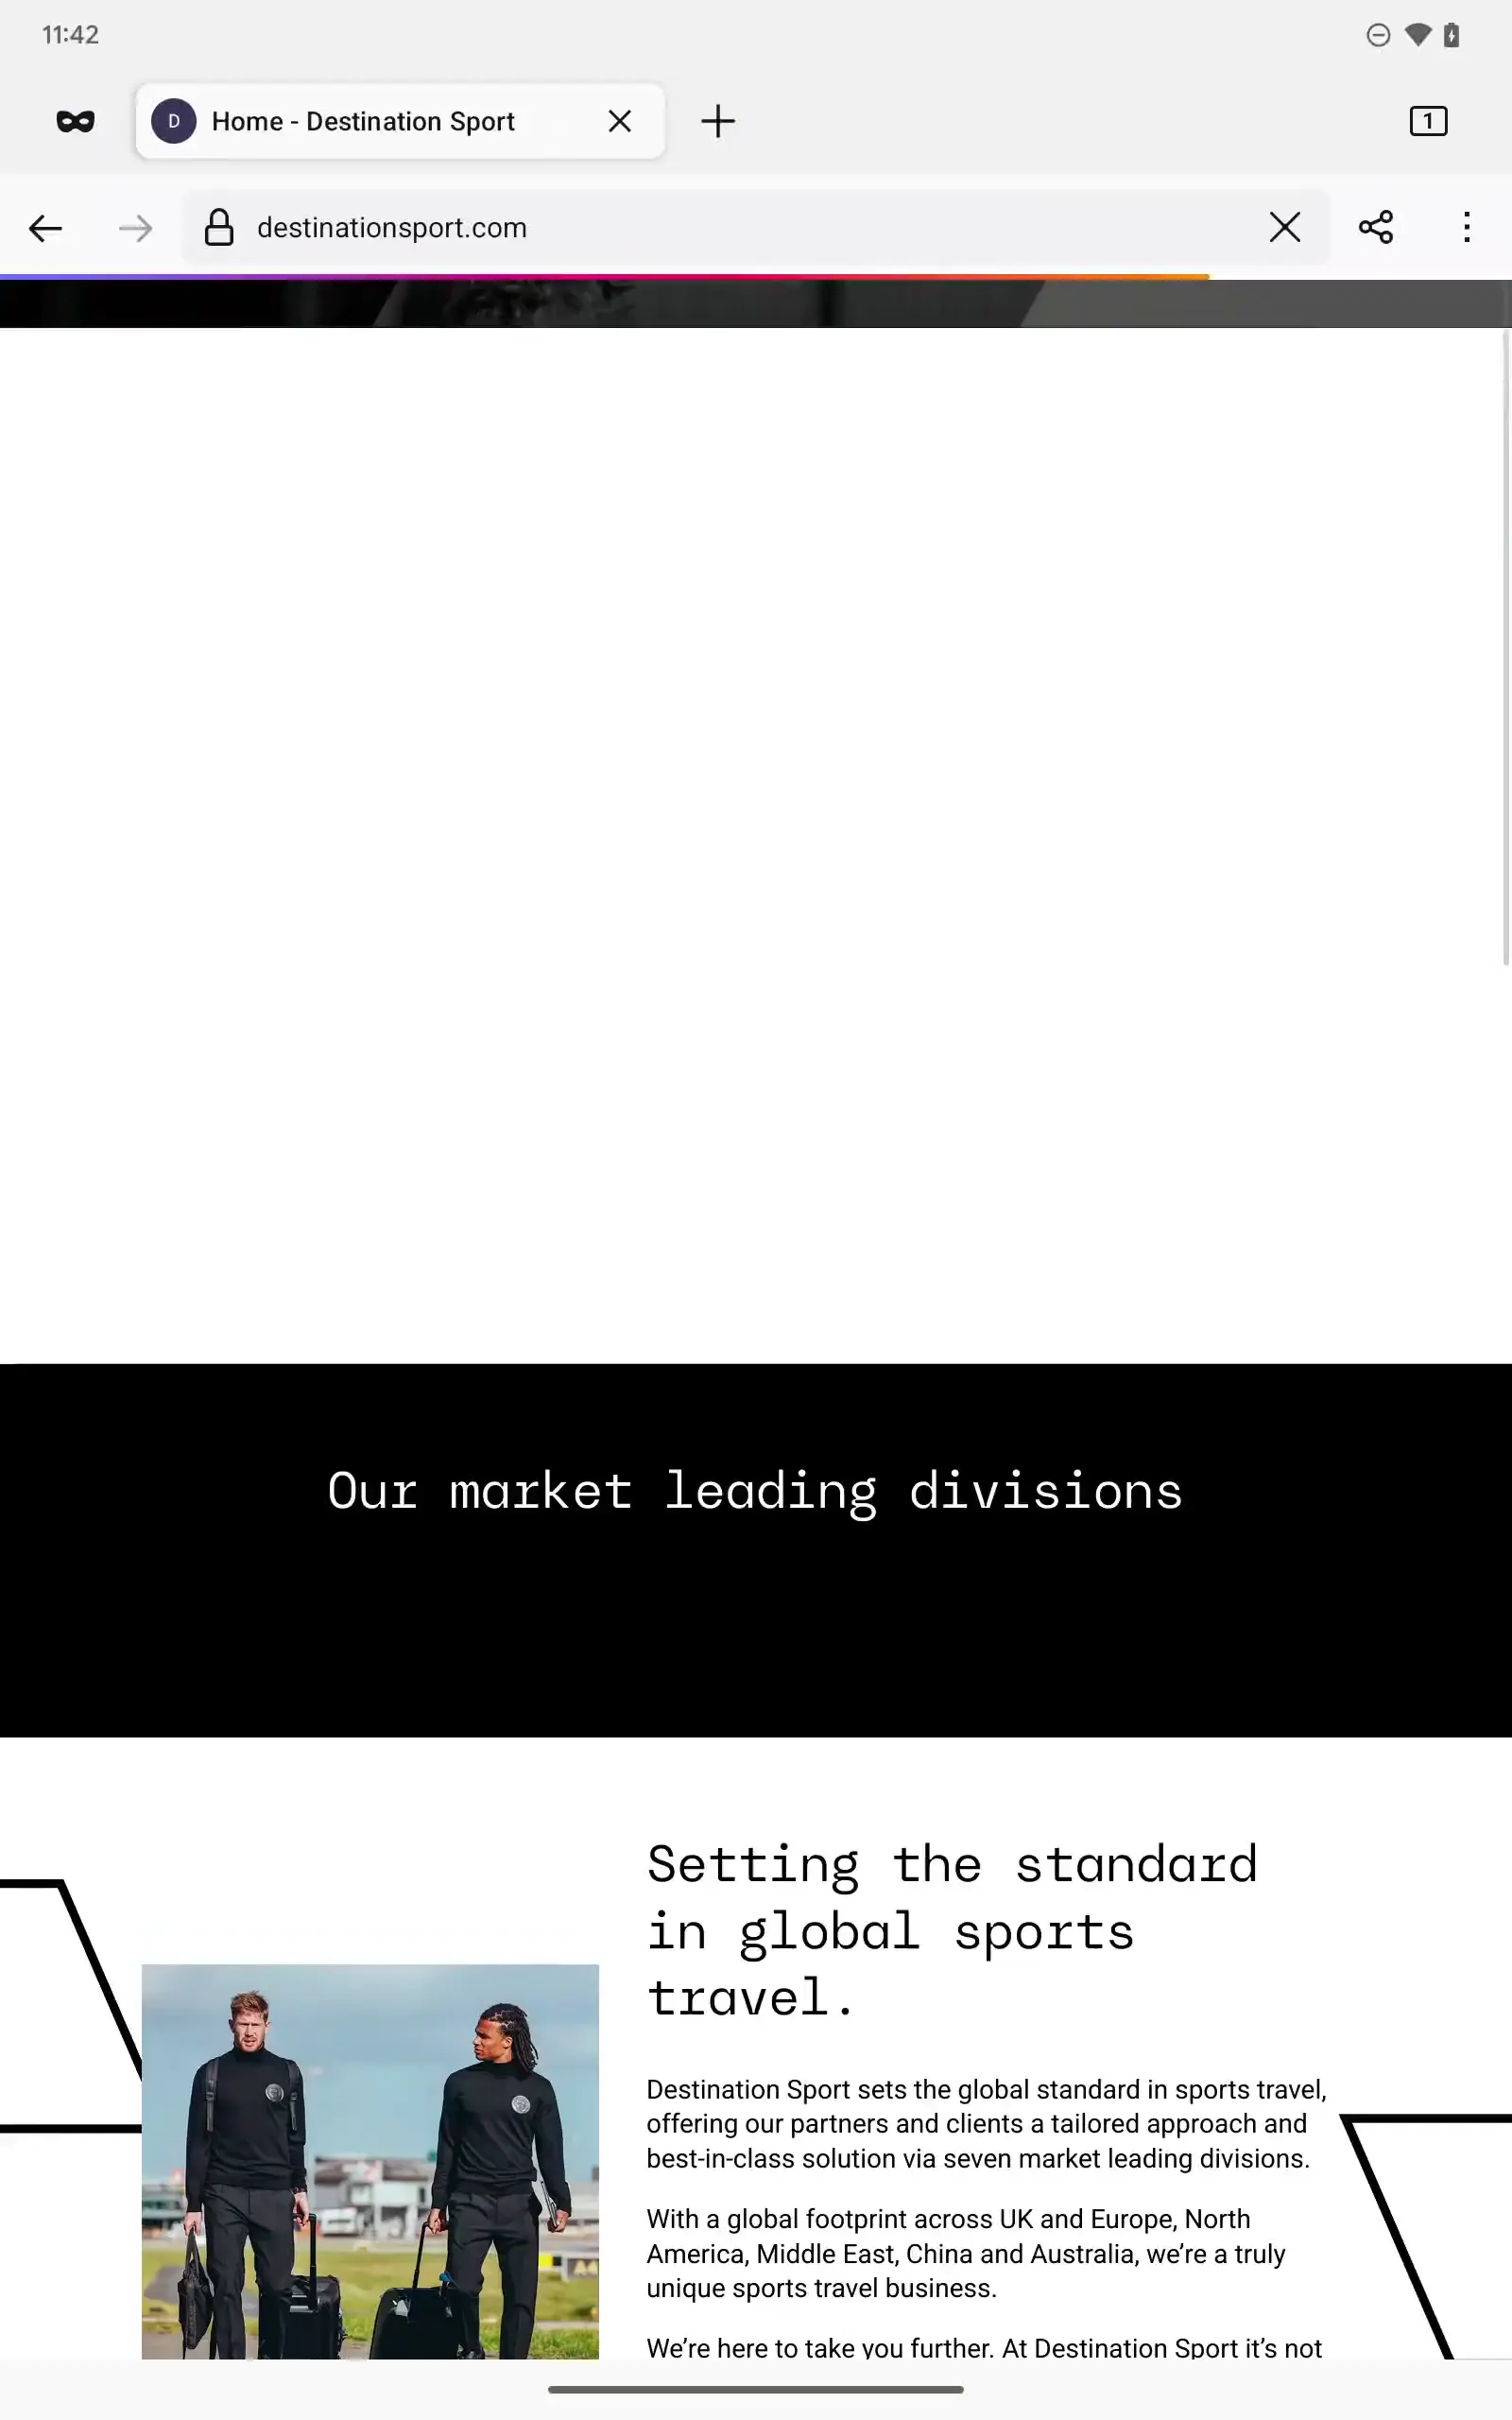 11:42
D
Home - Destination Sport
1
destinationsport.com
Our market leading divisions
Setting the standard
in global sports
travel.
Destination Sport sets the global standard in sports travel,
offering our partners and clients a tailored approach and
best-in-class solution via seven market leading divisions.
With a global footprint across UK and Europe, North
America, Middle East, China and Australia, we’re a truly
unique sports travel business.
We’re here to take you further. At Destination Sport it’s not